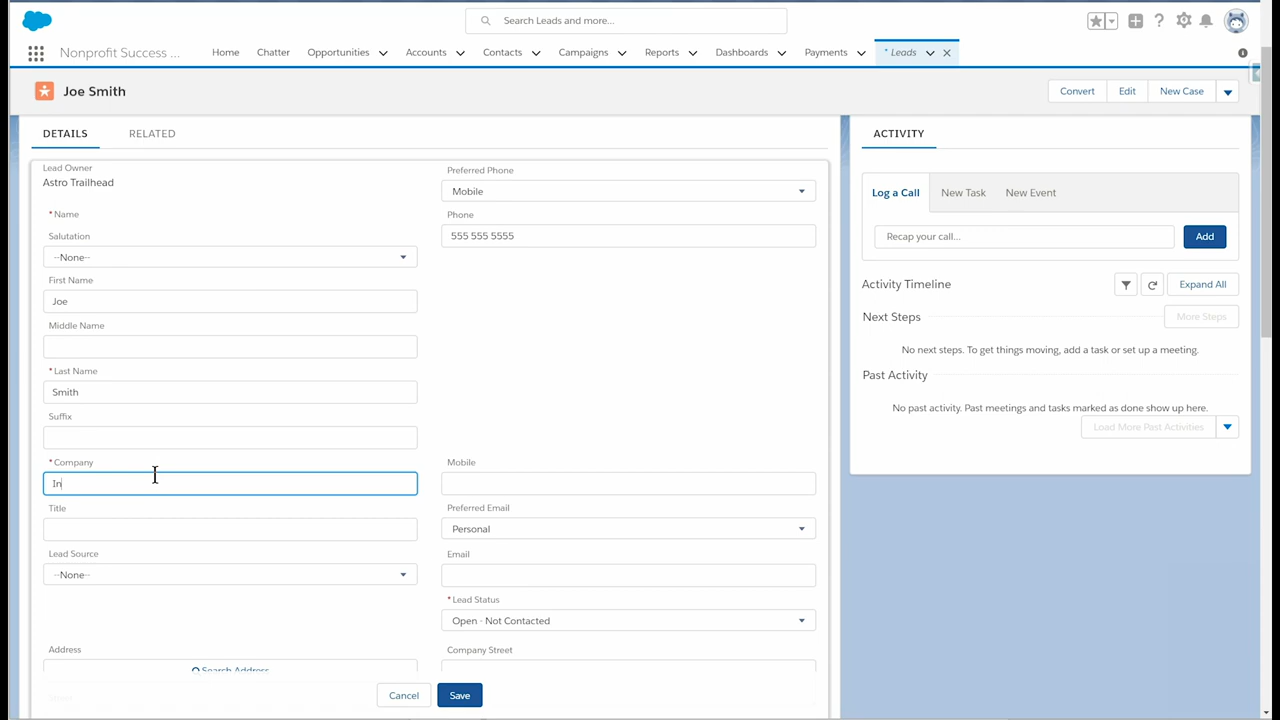 Search Leads and more...
Nonprofit Success ...
Home
Chatter
Opportunities
Accounts
Contacts
Campaigns
Reports
Dashboards
Payments
* Leads
Joe Smith
Convert
Edit
New Case
DETAILS
RELATED
Lead Owner
Astro Trailhead
* Name
Salutation
--None--
First Name
Joe
Middle Name
* Last Name
Smith
Suffix
* Company
In
Title
Lead Source
--None--
Address
Search Address
Preferred Phone
Mobile
Phone
555 555 5555
Mobile
Preferred Email
Personal
Email
* Lead Status
Open - Not Contacted
Company Street
Cancel
Save
ACTIVITY
Log a Call
New Task
New Event
Recap your call...
Add
Activity Timeline
Expand All
Next Steps
More Steps
No next steps. To get things moving, add a task or set up a meeting.
Past Activity
No past activity. Past meetings and tasks marked as done show up here.
Load More Past Activities